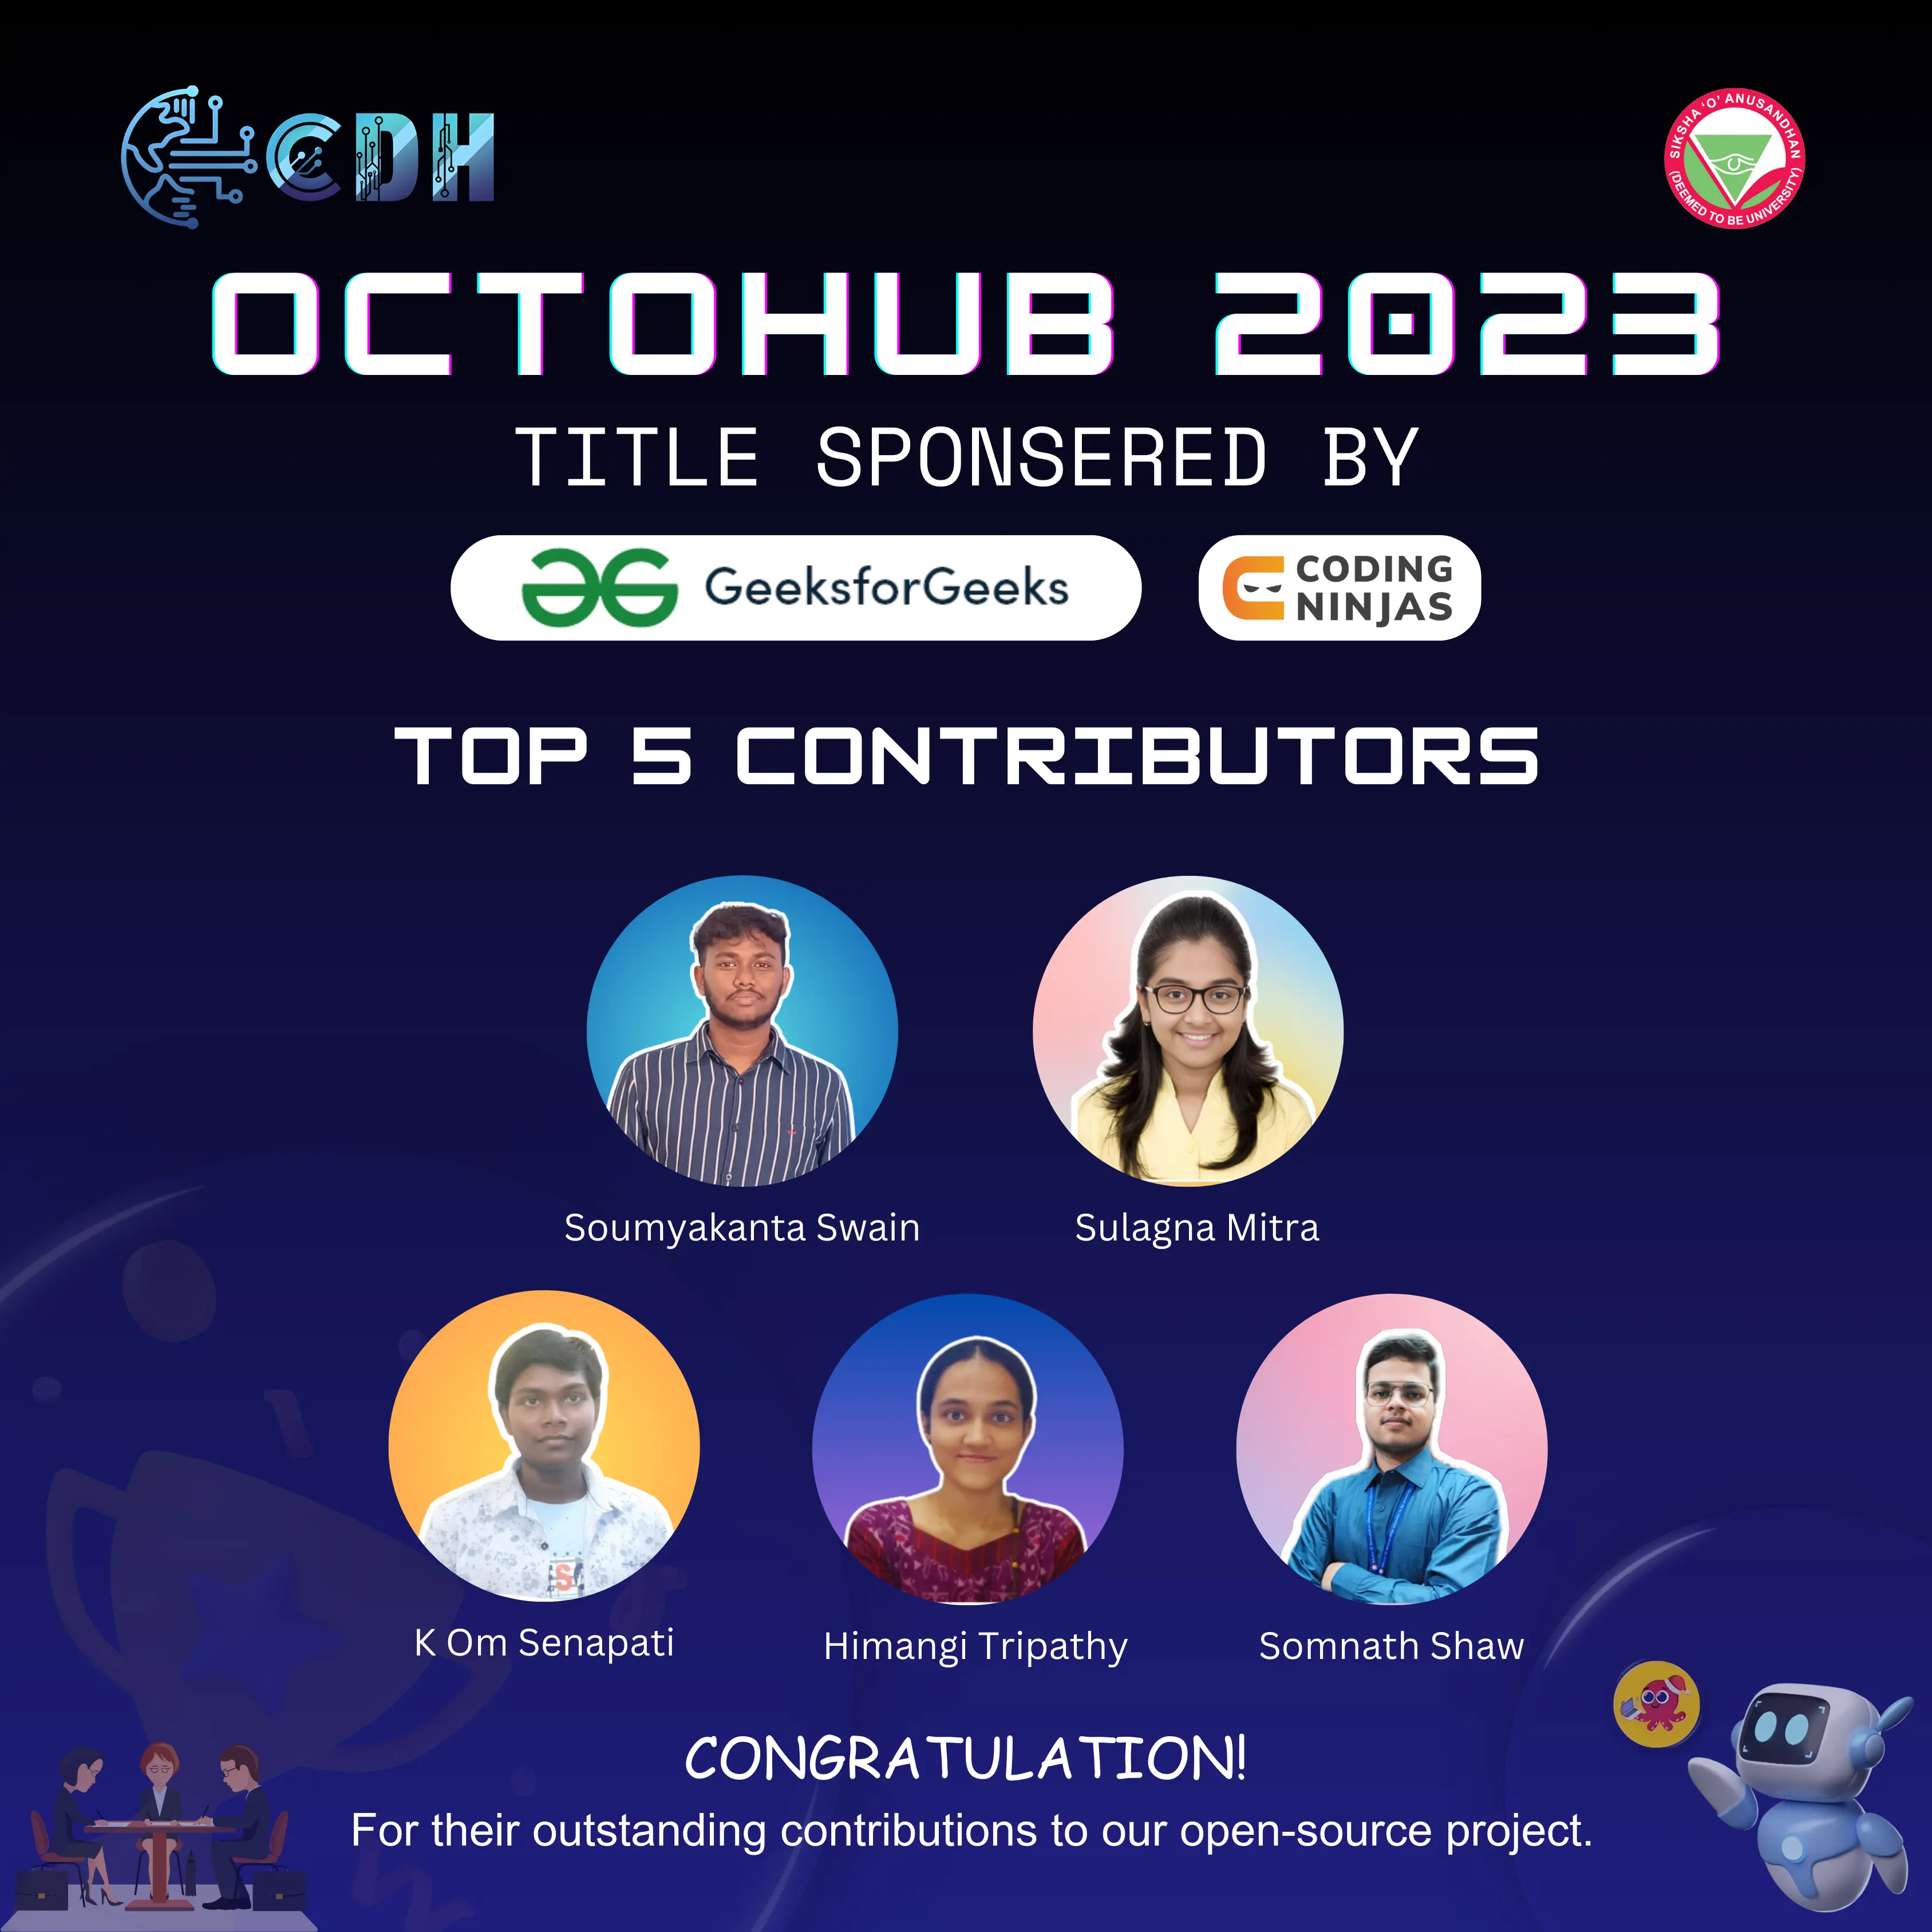 CDH
SIKSHA 'O' ANUSANDHAN
(DEEMED TO BE UNIVERSITY)
OCTOHUB 2023
TITLE SPONSERED BY
GeeksforGeeks
CODING
NINJAS
TOP 5 CONTRIBUTORS
Soumyakanta Swain
Sulagna Mitra
S
K Om Senapati
Himangi Tripathy
Somnath Shaw
CONGRATULATION!
For their outstanding contributions to our open-source project.